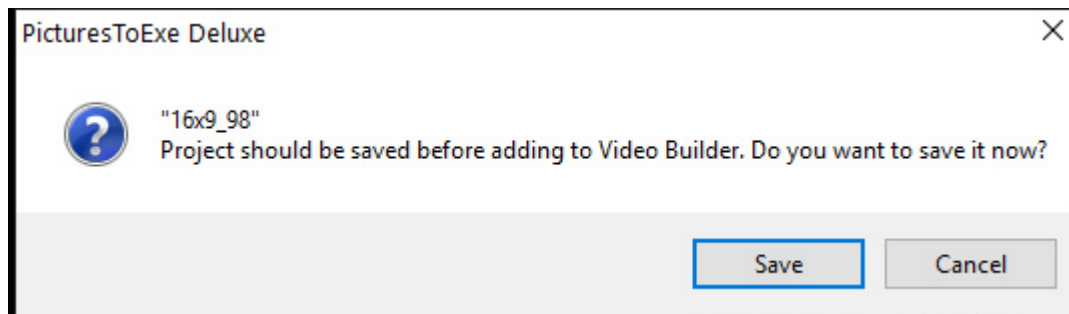 PicturesToExe Deluxe
"16x9_98"
Project should be saved before adding to Video Builder. Do you want to save it now?
Save
Cancel